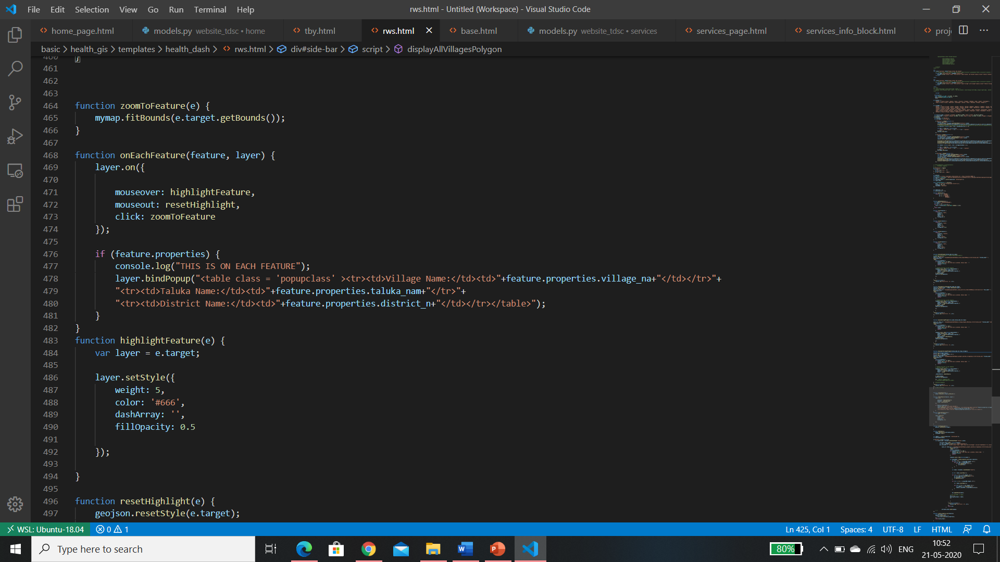 File Edit Selection View Go Run Terminal Help
rws.html - Untitled (Workspace) - Visual Studio Code
home_page.html
models.py website_tdsc • home
tby.html
rws.html
base.html
models.py website_tdsc • services
services_page.html
services_info_block.html
proj
basic > health_gis > templates > health_dash > rws.html > div#side-bar > script > displayAllVillagesPolygon
460 }
461
462
463
464 function zoomToFeature(e) {
465 mymap.fitBounds(e.target.getBounds());
466 }
467
468 function onEachFeature(feature, layer) {
469 layer.on({
470
471 mouseover: highlightFeature,
472 mouseout: resetHighlight,
473 click: zoomToFeature
474 });
475
476 if (feature.properties) {
477 console.log("THIS IS ON EACH FEATURE");
478 layer.bindPopup("<table class = 'popupclass' ><tr><td>Village Name:</td><td>"+feature.properties.village_na+"</td></tr>"+
479 "<tr><td>Taluka Name:</td><td>"+feature.properties.taluka_nam+"</tr>"+
480 "<tr><td>District Name:</td><td>"+feature.properties.district_n+"</td></tr></table>");
481 }
482 }
483 function highlightFeature(e) {
484 var layer = e.target;
485
486 layer.setStyle({
487 weight: 5,
488 color: '#666',
489 dashArray: '',
490 fillOpacity: 0.5
491
492 });
493
494 }
495
496 function resetHighlight(e) {
497 geojson.resetStyle(e.target);
WSL: Ubuntu-18.04 0 1 Ln 425, Col 1 Spaces: 4 UTF-8 LF HTML
Type here to search
80%
ENG
10:52
21-05-2020